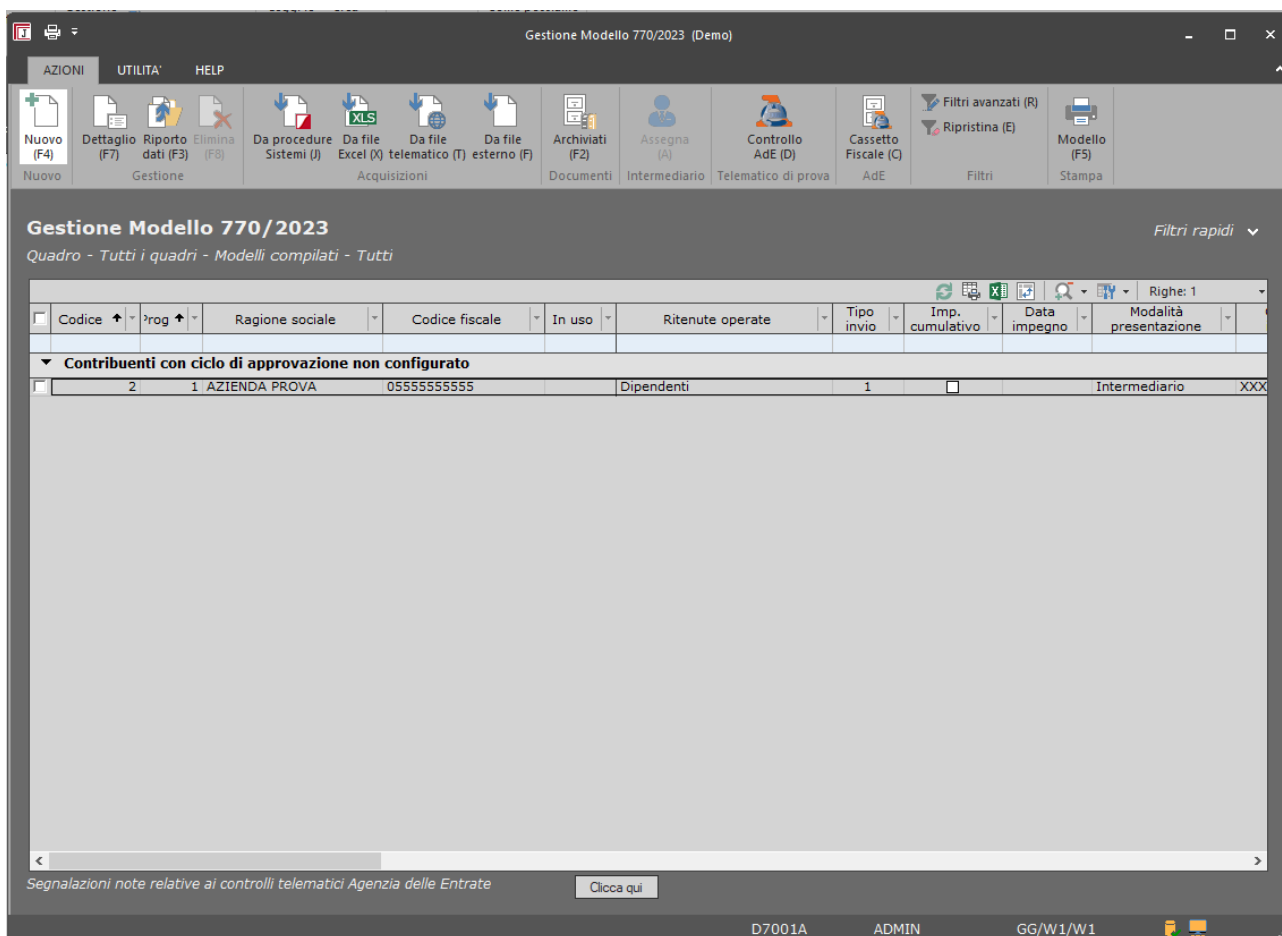 Gestione Modello 770/2023 (Demo)
AZIONI UTILITA' HELP
Nuovo (F4)
Dettaglio (F7)
Riporto dati (F3)
Elimina (F8)
Da procedure Sistemi (J)
Da file Excel (X)
Da file telematico (T)
Da file esterno (F)
Archiviati (F2)
Assegna (A)
Controllo AdE (D)
Cassetto Fiscale (C)
Filtri avanzati (R)
Ripristina (E)
Modello (F5)
Nuovo Gestione Acquisizioni Documenti Intermediario Telematico di prova AdE Filtri Stampa
Gestione Modello 770/2023
Filtri rapidi
Quadro - Tutti i quadri - Modelli compilati - Tutti
Righe: 1
Codice Prog Ragione sociale Codice fiscale In uso Ritenute operate Tipo invio Imp. cumulativo Data impegno Modalità presentazione
Contribuenti con ciclo di approvazione non configurato
2 1 AZIENDA PROVA 05555555555 Dipendenti 1 Intermediario XXX
Segnalazioni note relative ai controlli telematici Agenzia delle Entrate
Clicca qui
D7001A ADMIN GG/W1/W1